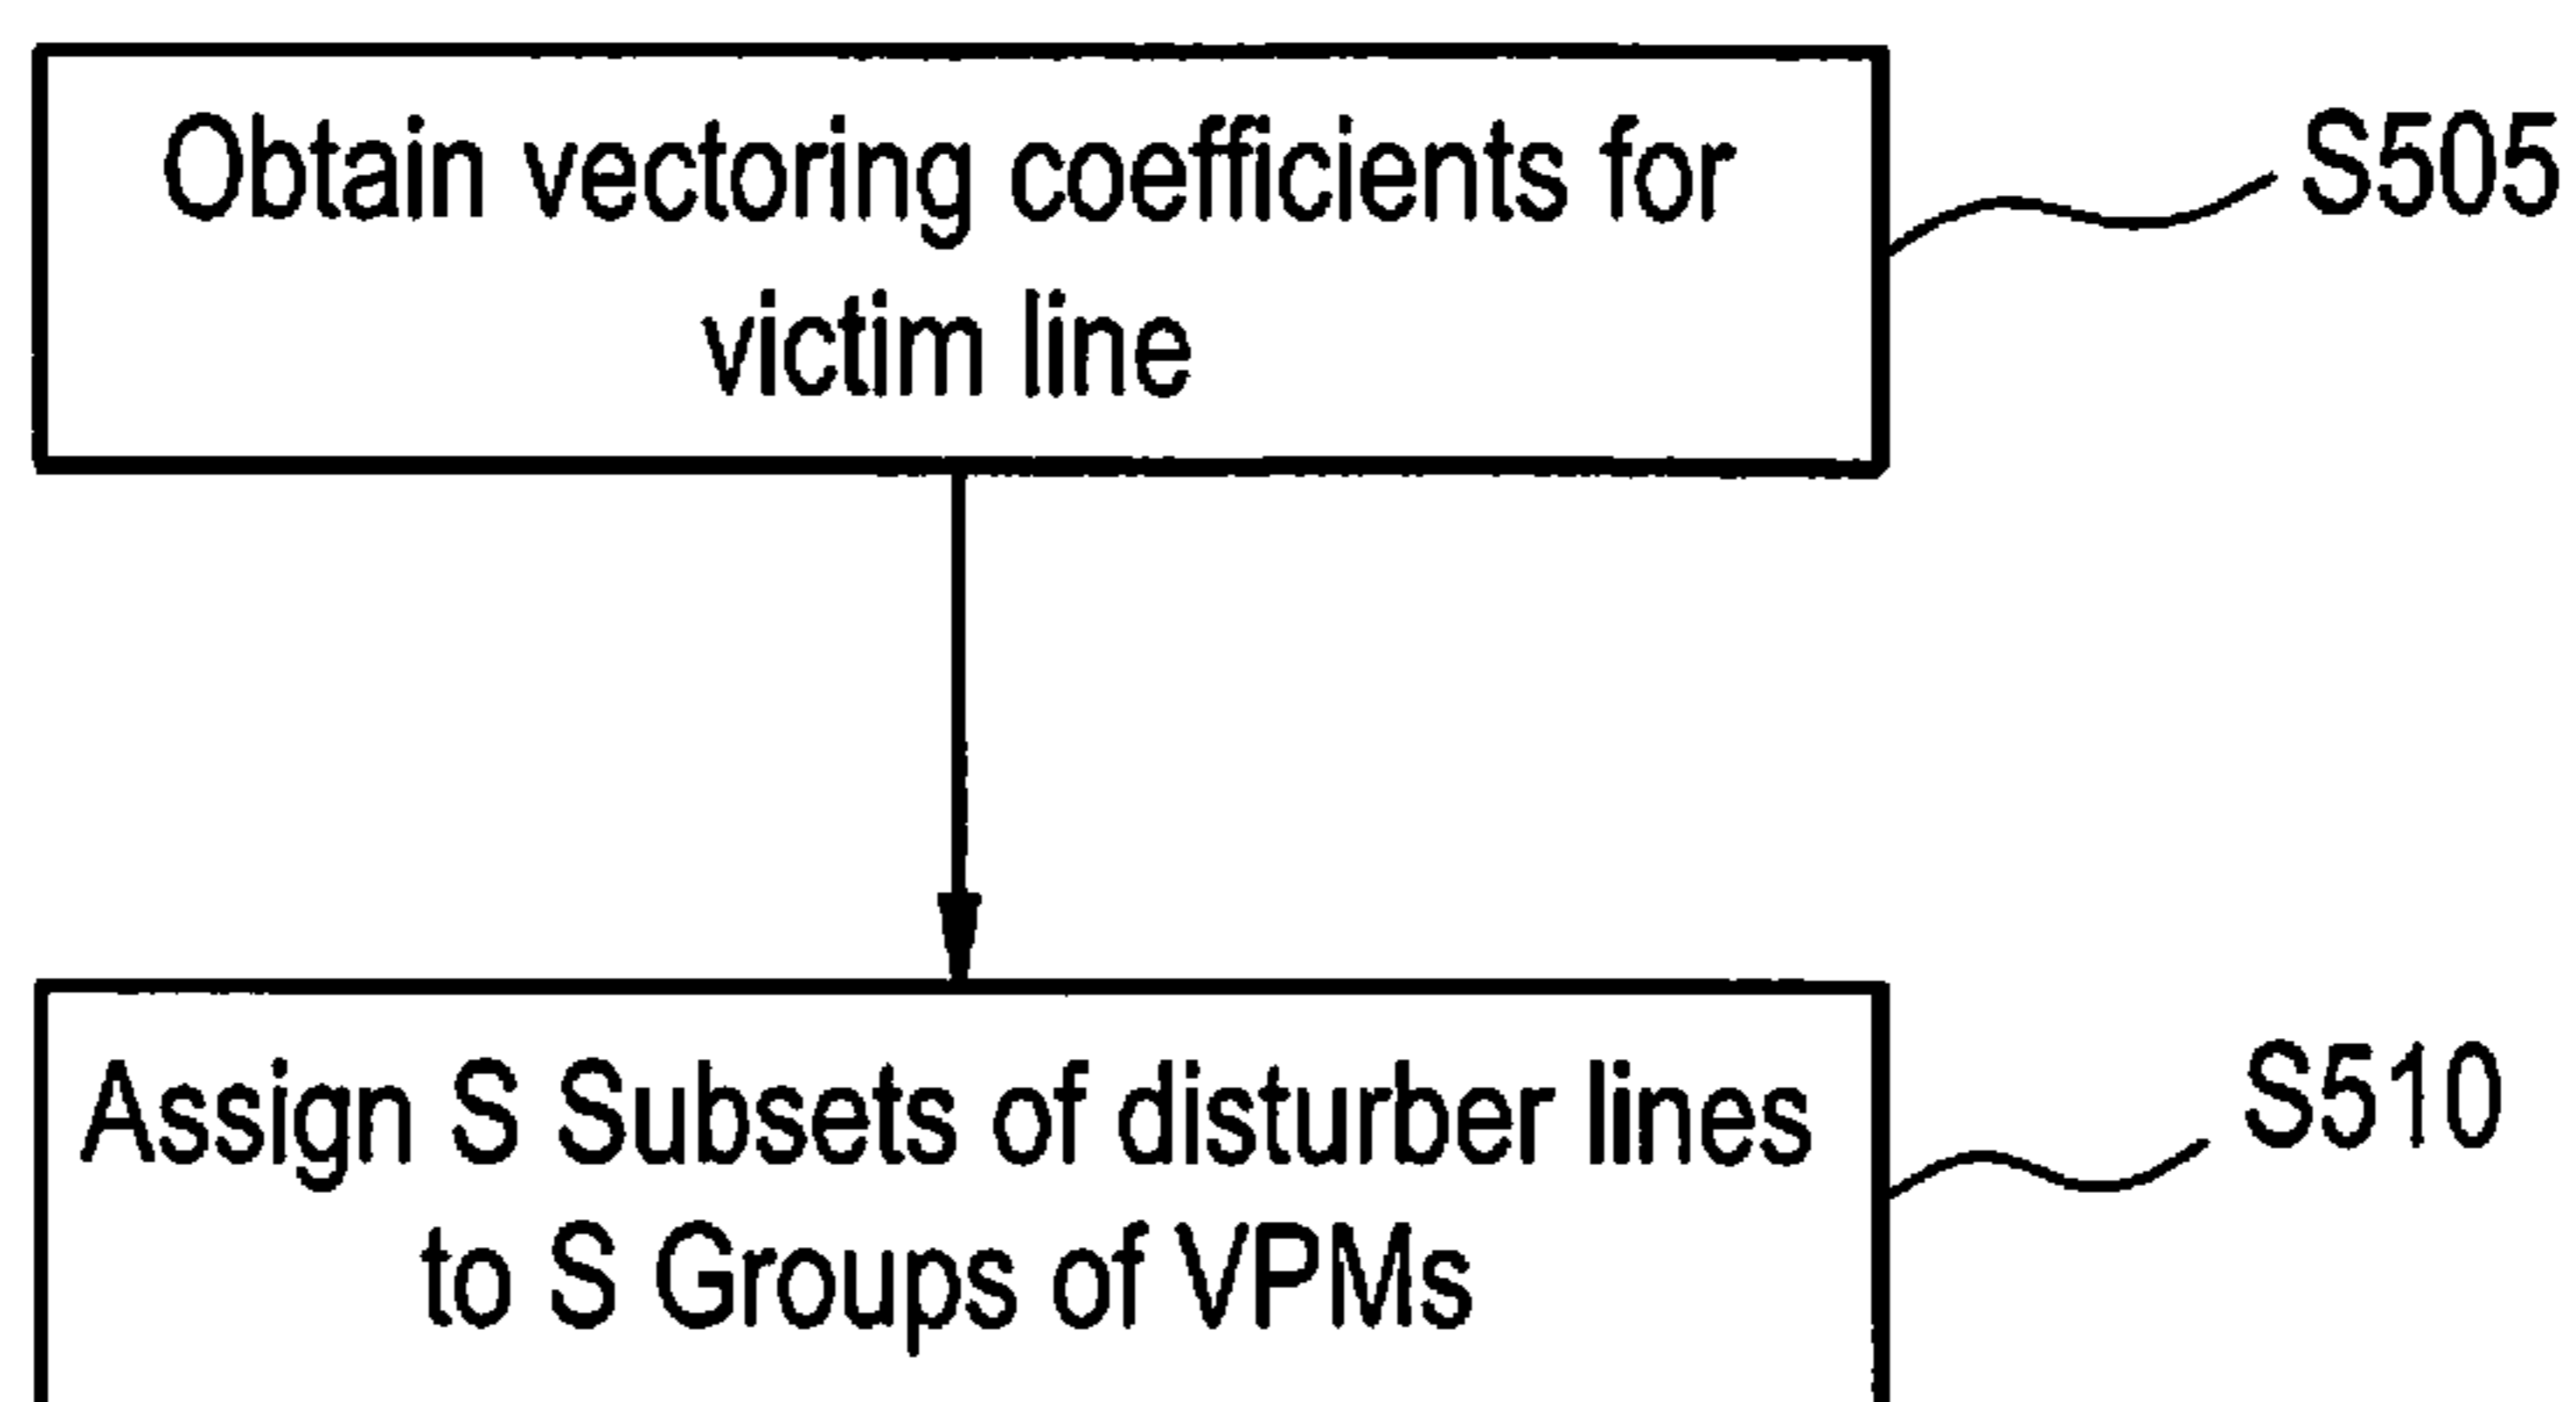 Obtain vectoring coefficients for
victim line
S505
Assign S Subsets of disturber lines
to S Groups of VPMs
S510